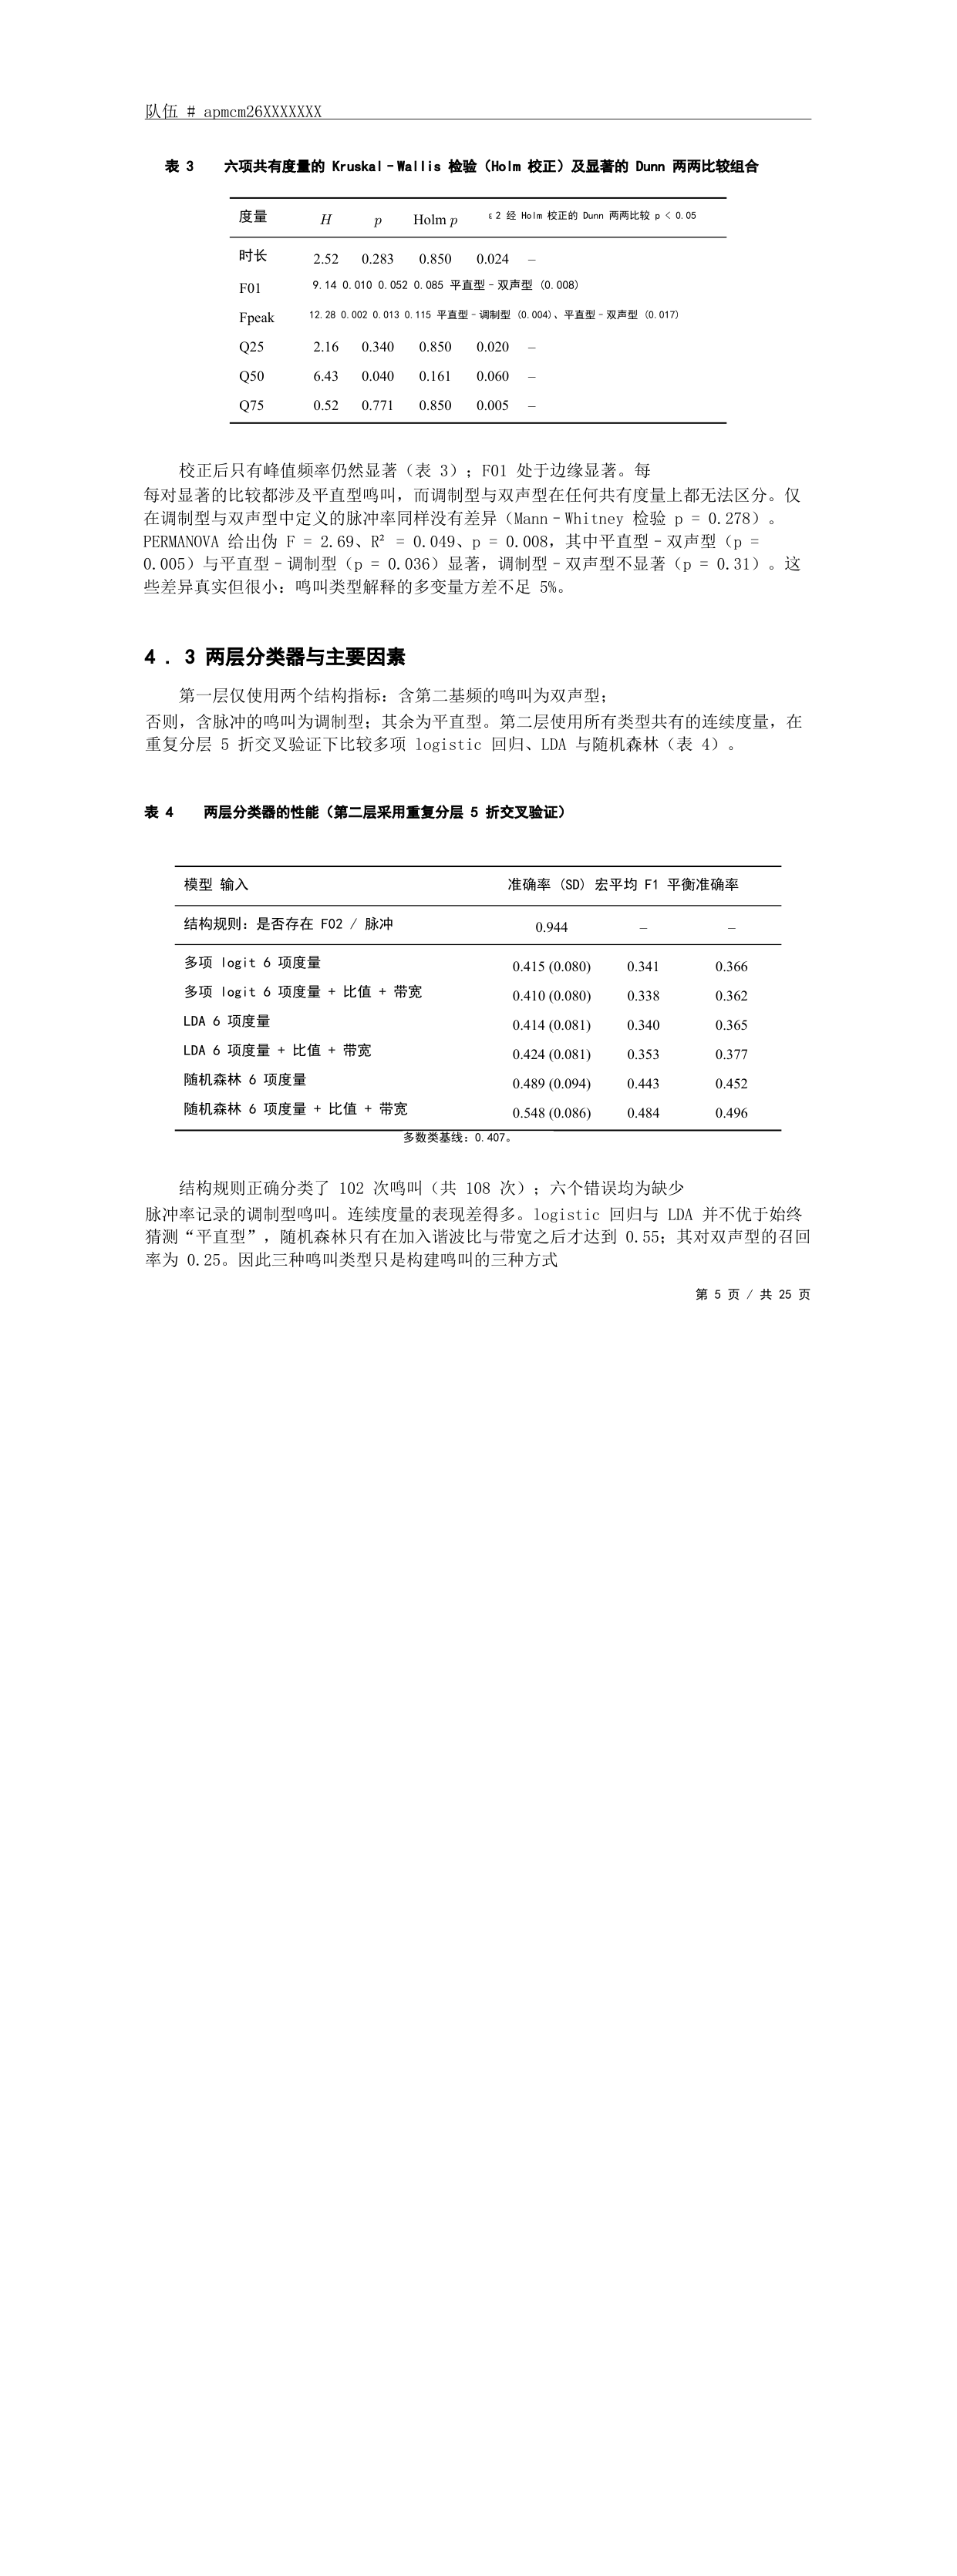 队伍 # apmcm26XXXXXXX
表 3 六项共有度量的 Kruskal–Wallis 检验（Holm 校正）及显著的 Dunn 两两比较组合
度量 H p Holm p ε2 经 Holm 校正的 Dunn 两两比较 p < 0.05
时长 2.52 0.283 0.850 0.024 –
F01 9.14 0.010 0.052 0.085 平直型–双声型 (0.008)
Fpeak 12.28 0.002 0.013 0.115 平直型–调制型 (0.004)、平直型–双声型 (0.017)
Q25 2.16 0.340 0.850 0.020 –
Q50 6.43 0.040 0.161 0.060 –
Q75 0.52 0.771 0.850 0.005 –
校正后只有峰值频率仍然显著（表 3）；F01 处于边缘显著。每
每对显著的比较都涉及平直型鸣叫，而调制型与双声型在任何共有度量上都无法区分。仅
在调制型与双声型中定义的脉冲率同样没有差异（Mann–Whitney 检验 p = 0.278）。
PERMANOVA 给出伪 F = 2.69、R² = 0.049、p = 0.008，其中平直型–双声型（p =
0.005）与平直型–调制型（p = 0.036）显著，调制型–双声型不显著（p = 0.31）。这
些差异真实但很小：鸣叫类型解释的多变量方差不足 5%。
4 . 3 两层分类器与主要因素
第一层仅使用两个结构指标：含第二基频的鸣叫为双声型；
否则，含脉冲的鸣叫为调制型；其余为平直型。第二层使用所有类型共有的连续度量，在
重复分层 5 折交叉验证下比较多项 logistic 回归、LDA 与随机森林（表 4）。
表 4 两层分类器的性能（第二层采用重复分层 5 折交叉验证）
模型 输入 准确率 (SD) 宏平均 F1 平衡准确率
结构规则：是否存在 F02 / 脉冲 0.944 – –
多项 logit 6 项度量 0.415 (0.080) 0.341 0.366
多项 logit 6 项度量 + 比值 + 带宽 0.410 (0.080) 0.338 0.362
LDA 6 项度量 0.414 (0.081) 0.340 0.365
LDA 6 项度量 + 比值 + 带宽 0.424 (0.081) 0.353 0.377
随机森林 6 项度量 0.489 (0.094) 0.443 0.452
随机森林 6 项度量 + 比值 + 带宽 0.548 (0.086) 0.484 0.496
多数类基线：0.407。
结构规则正确分类了 102 次鸣叫（共 108 次）；六个错误均为缺少
脉冲率记录的调制型鸣叫。连续度量的表现差得多。logistic 回归与 LDA 并不优于始终
猜测“平直型”，随机森林只有在加入谐波比与带宽之后才达到 0.55；其对双声型的召回
率为 0.25。因此三种鸣叫类型只是构建鸣叫的三种方式
第 5 页 / 共 25 页